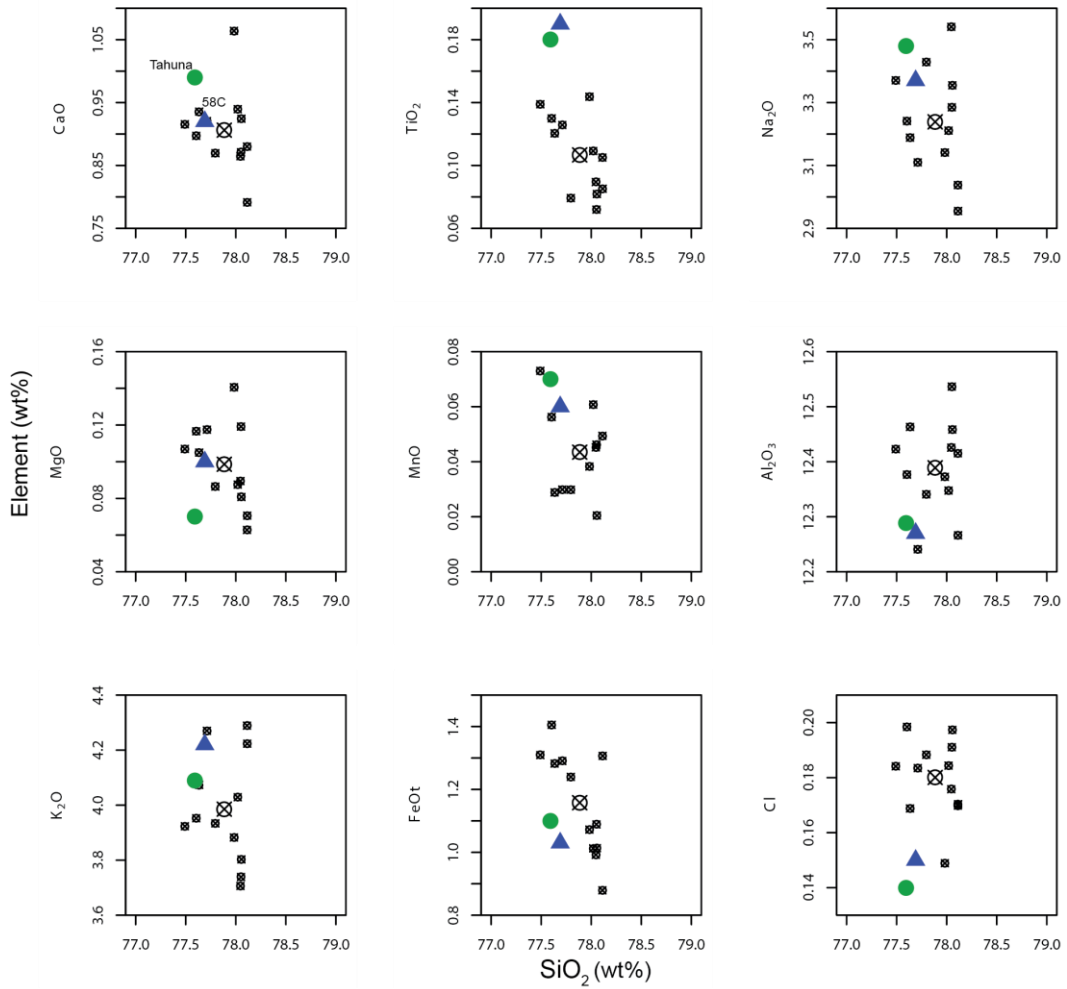 CaO
0.75 0.85 0.95 1.05
Tahuna
58C
77.0 77.5 78.0 78.5 79.0
TiO2
0.06 0.10 0.14 0.18
77.0 77.5 78.0 78.5 79.0
Na2O
2.9 3.1 3.3 3.5
77.0 77.5 78.0 78.5 79.0
Element (wt%)
MgO
0.04 0.08 0.12 0.16
77.0 77.5 78.0 78.5 79.0
MnO
0.00 0.02 0.04 0.06 0.08
77.0 77.5 78.0 78.5 79.0
Al2O3
12.2 12.3 12.4 12.5 12.6
77.0 77.5 78.0 78.5 79.0
K2O
3.6 3.8 4.0 4.2 4.4
77.0 77.5 78.0 78.5 79.0
FeOt
0.8 1.0 1.2 1.4
77.0 77.5 78.0 78.5 79.0
Cl
0.14 0.16 0.18 0.20
77.0 77.5 78.0 78.5 79.0
SiO2 (wt%)